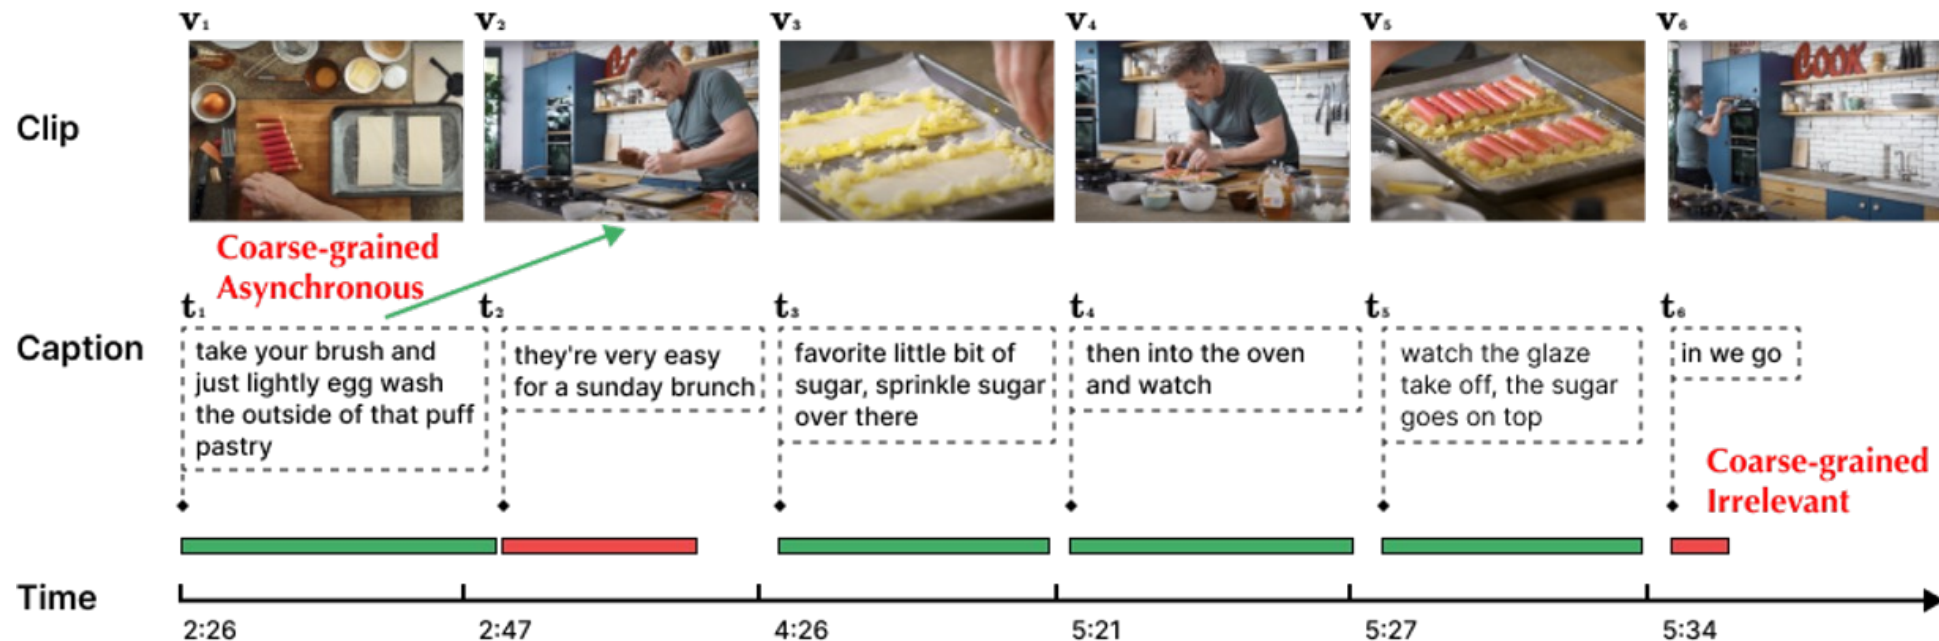 v₁ v₂ v₃ v₄ v₅ v₆
Clip
COOK
Coarse-grained
Asynchronous
t₁ t₂ t₃ t₄ t₅ t₆
Caption
take your brush and
just lightly egg wash
the outside of that puff
pastry
they're very easy
for a sunday brunch
favorite little bit of
sugar, sprinkle sugar
over there
then into the oven
and watch
watch the glaze
take off, the sugar
goes on top
in we go
Coarse-grained
Irrelevant
Time
2:26 2:47 4:26 5:21 5:27 5:34